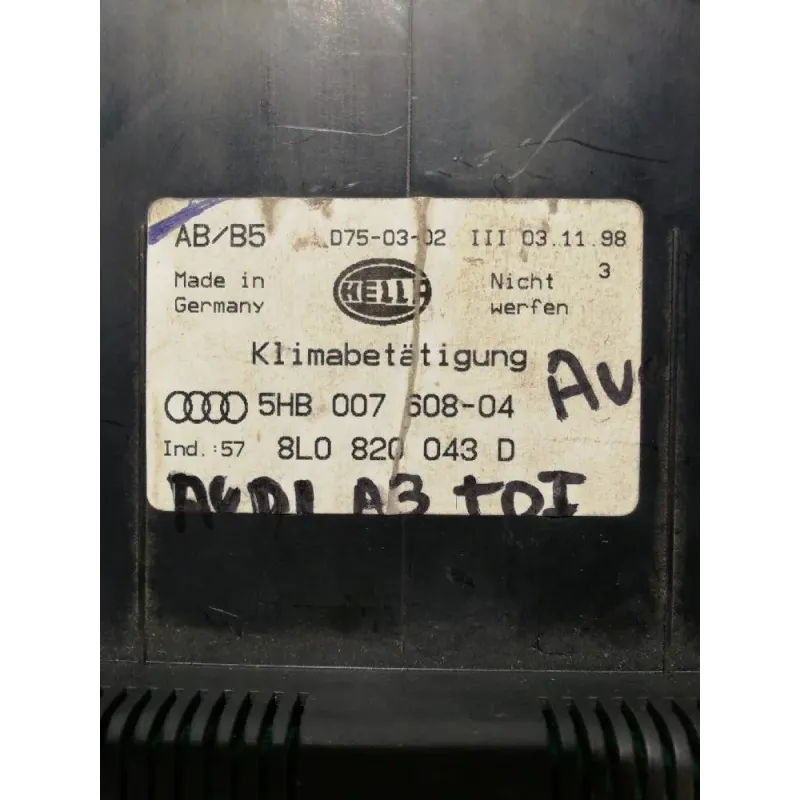 AB/B5 D75-03-02 III 03.11.98
3
Made in Germany
HELLA
Nicht werfen
Klimabetätigung
5HB 007 608-04
AU
Ind.:57 8L0 820 043 D
AUDI A3 TDI